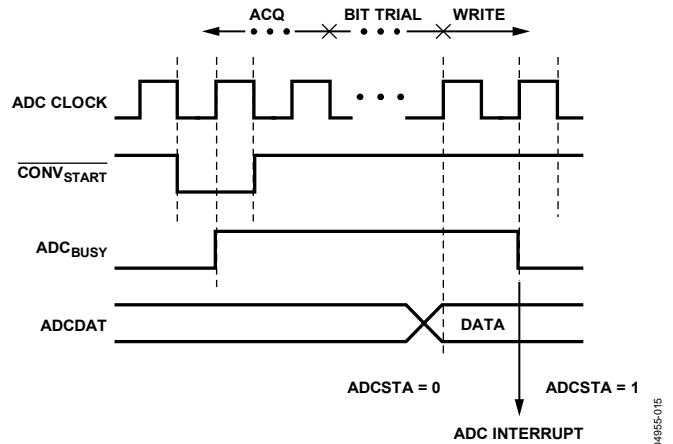 ACQ BIT TRIAL WRITE
ADC CLOCK
CONVSTART
ADCBUSY
ADCDAT DATA
ADCSTA = 0 ADCSTA = 1
ADC INTERRUPT
04955-015